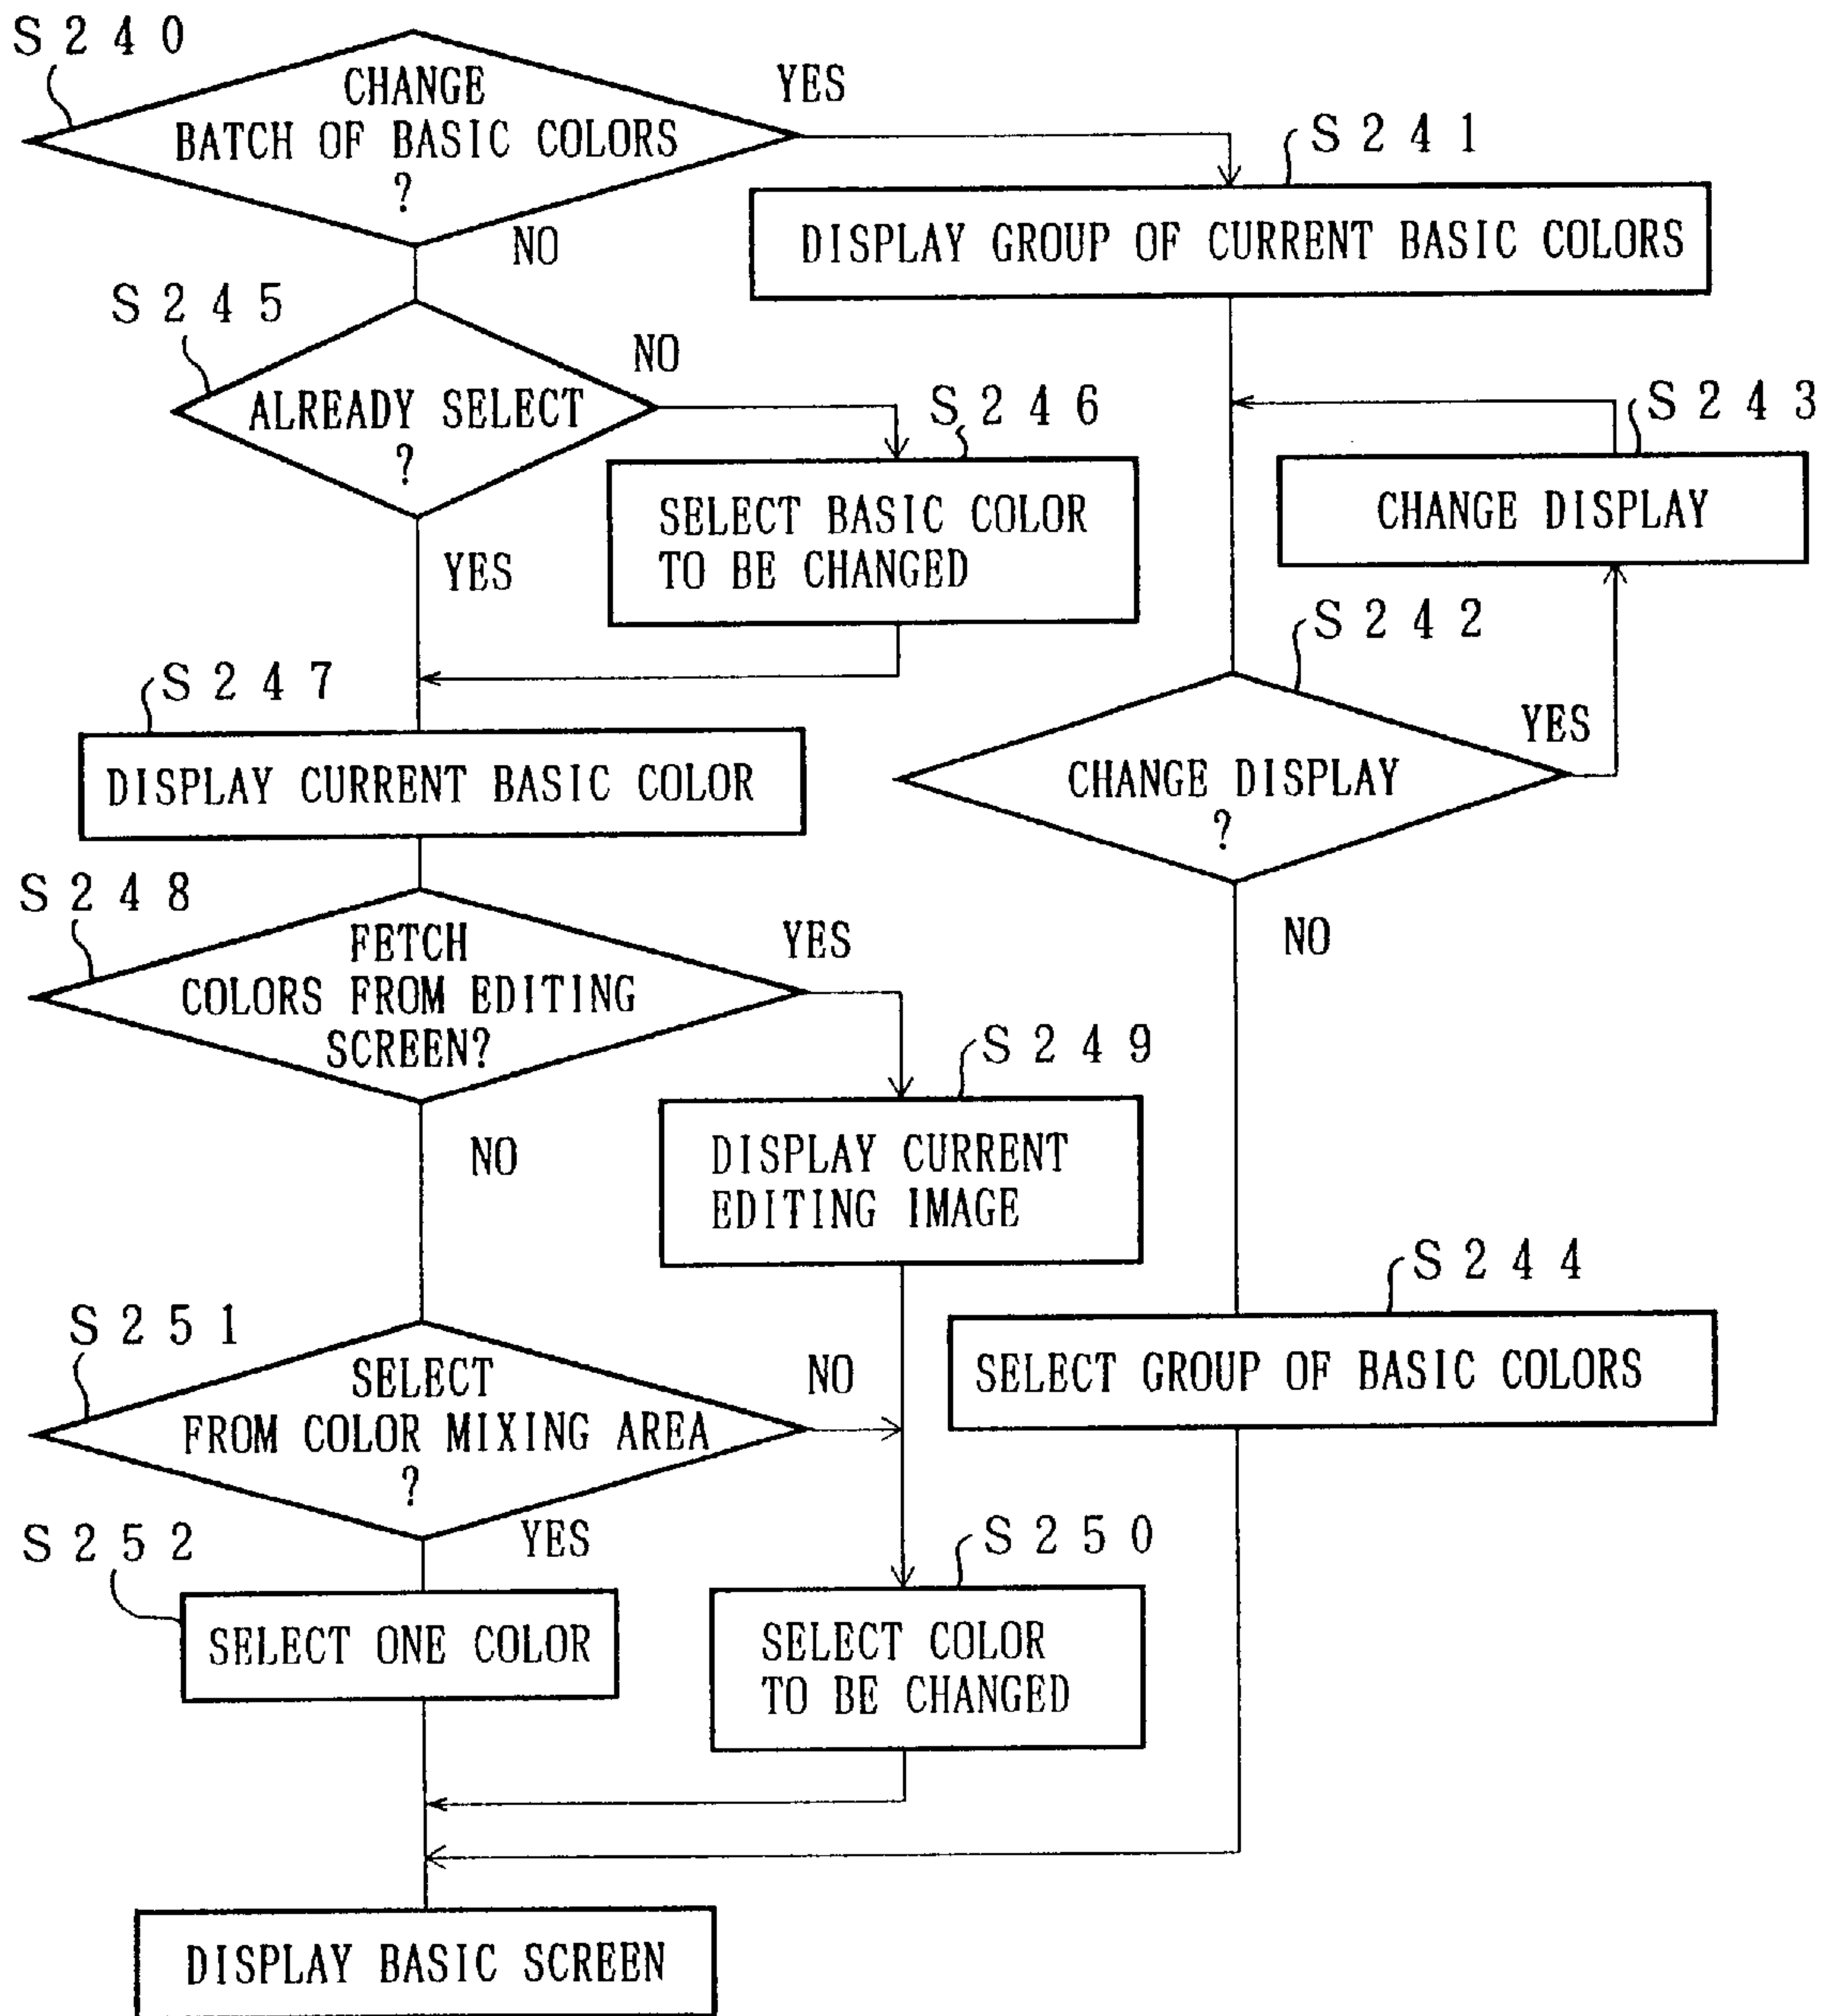 S240
CHANGE
BATCH OF BASIC COLORS
?
YES
NO
S241
DISPLAY GROUP OF CURRENT BASIC COLORS
S245
ALREADY SELECT
?
NO
YES
S246
SELECT BASIC COLOR
TO BE CHANGED
S243
CHANGE DISPLAY
S242
CHANGE DISPLAY
?
YES
NO
S247
DISPLAY CURRENT BASIC COLOR
S248
FETCH
COLORS FROM EDITING
SCREEN?
YES
NO
S249
DISPLAY CURRENT
EDITING IMAGE
S244
SELECT GROUP OF BASIC COLORS
S251
SELECT
FROM COLOR MIXING AREA
?
NO
YES
S252
SELECT ONE COLOR
S250
SELECT COLOR
TO BE CHANGED
DISPLAY BASIC SCREEN